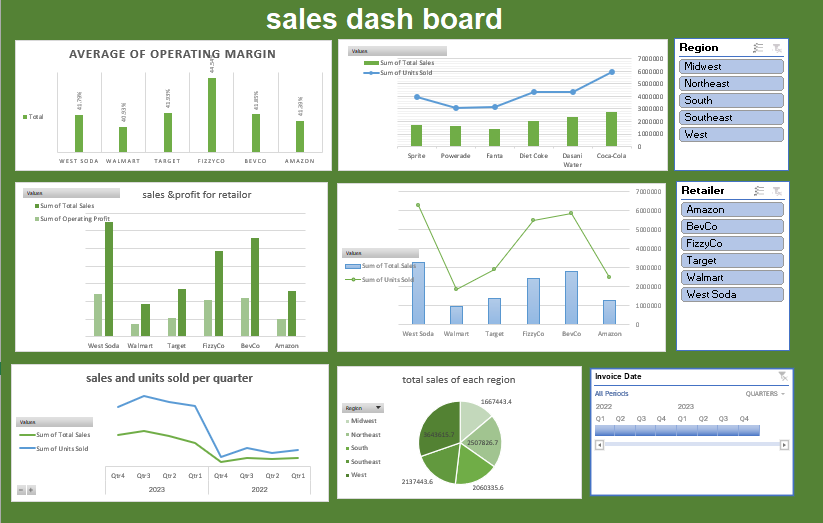 sales dash board
AVERAGE OF OPERATING MARGIN
41.79%
40.93%
41.93%
41.85%
41.39%
Total
WEST SODA WALMART TARGET FIZZYCO BEVCO AMAZON
Values
Sum of Total Sales
Sum of Units Sold
7000000
6000000
5000000
4000000
3000000
2000000
1000000
0
Sprite Powerade Fanta Diet Coke Dasani Water Coca-Cola
Region
Midwest
Northeast
South
Southeast
West
Values
sales &profit for retailor
Sum of Total Sales
Sum of Operating Profit
West Soda Walmart Target FizzyCo BevCo Amazon
Values
Sum of Total Sales
Sum of Units Sold
7000000
6000000
5000000
4000000
3000000
2000000
1000000
0
West Soda Walmart Target FizzyCo BevCo Amazon
Retailer
Amazon
BevCo
FizzyCo
Target
Walmart
West Soda
sales and units sold per quarter
Values
Sum of Total Sales
Sum of Units Sold
Qtr4 Qtr3 Qtr2 Qtr1 Qtr4 Qtr3 Qtr2 Qtr1
2023 2022
total sales of each region
Region
Midwest
Northeast
South
Southeast
West
1667443.4
2507826.7
2060335.6
2137443.6
3643615.7
Invoice Date
All Periods QUARTERS
2022 2023
Q1 Q2 Q3 Q4 Q1 Q2 Q3 Q4